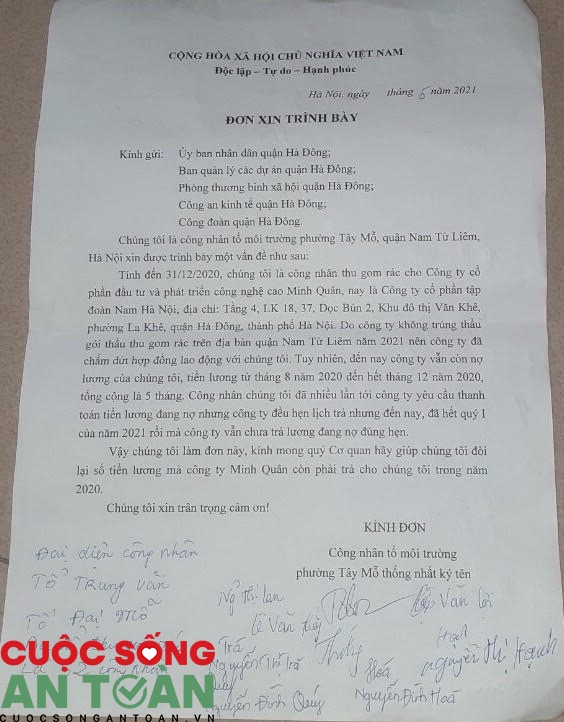 CỘNG HÒA XÃ HỘI CHỦ NGHĨA VIỆT NAM
Độc lập – Tự do – Hạnh phúc
Hà Nội, ngày tháng 5 năm 2021
ĐƠN XIN TRÌNH BÀY
Kính gửi: Ủy ban nhân dân quận Hà Đông;
Ban quản lý các dự án quận Hà Đông;
Phòng thương binh xã hội quận Hà Đông;
Công an kinh tế quận Hà Đông;
Công đoàn quận Hà Đông.
Chúng tôi là công nhân tổ môi trường phường Tây Mỗ, quận Nam Từ Liêm,
Hà Nội xin được trình bày một vấn đề như sau:
Tính đến 31/12/2020, chúng tôi là công nhân thu gom rác cho Công ty cổ
phần đầu tư và phát triển công nghệ cao Minh Quân, nay là Công ty cổ phần tập
đoàn Nam Hà Nội, địa chỉ: Tầng 4, LK 18, 37, Dọc Bún 2, Khu đô thị Văn Khê,
phường La Khê, quận Hà Đông, thành phố Hà Nội. Do công ty không trúng thầu
gói thầu thu gom rác trên địa bàn quận Nam Từ Liêm năm 2021 nên công ty đã
chấm dứt hợp đồng lao động với chúng tôi. Tuy nhiên, đến nay công ty vẫn còn nợ
lương của chúng tôi, tiền lương từ tháng 8 năm 2020 đến hết tháng 12 năm 2020,
tổng cộng là 5 tháng. Công nhân chúng tôi đã nhiều lần tới công ty yêu cầu thanh
toán tiền lương đang nợ nhưng công ty đều hẹn lịch trả nhưng đến nay, đã hết quý I
của năm 2021 rồi mà công ty vẫn chưa trả lương đang nợ đúng hẹn.
Vậy chúng tôi làm đơn này, kính mong quý Cơ quan hãy giúp chúng tôi đòi
lại số tiền lương mà công ty Minh Quân còn phải trả cho chúng tôi trong năm
2020.
Chúng tôi xin trân trọng cảm ơn!
KÍNH ĐƠN
Công nhân tổ môi trường
phường Tây Mỗ thống nhất ký tên
Đại diện công nhân
Tổ Trung Văn
Tổ Đại Mỗ
Ngô Thị Lan
Lê Văn
Văn Lợi
Trá
Nguyễn Thị Trá
Thủy
Hoá
Hạnh
Nguyễn Thị Hạnh
Quý
Nguyễn Đình Quý
Nguyễn Đình Hoá
CUỘC SỐNG
AN TOÀN
CUOCSONGANTOAN.VN